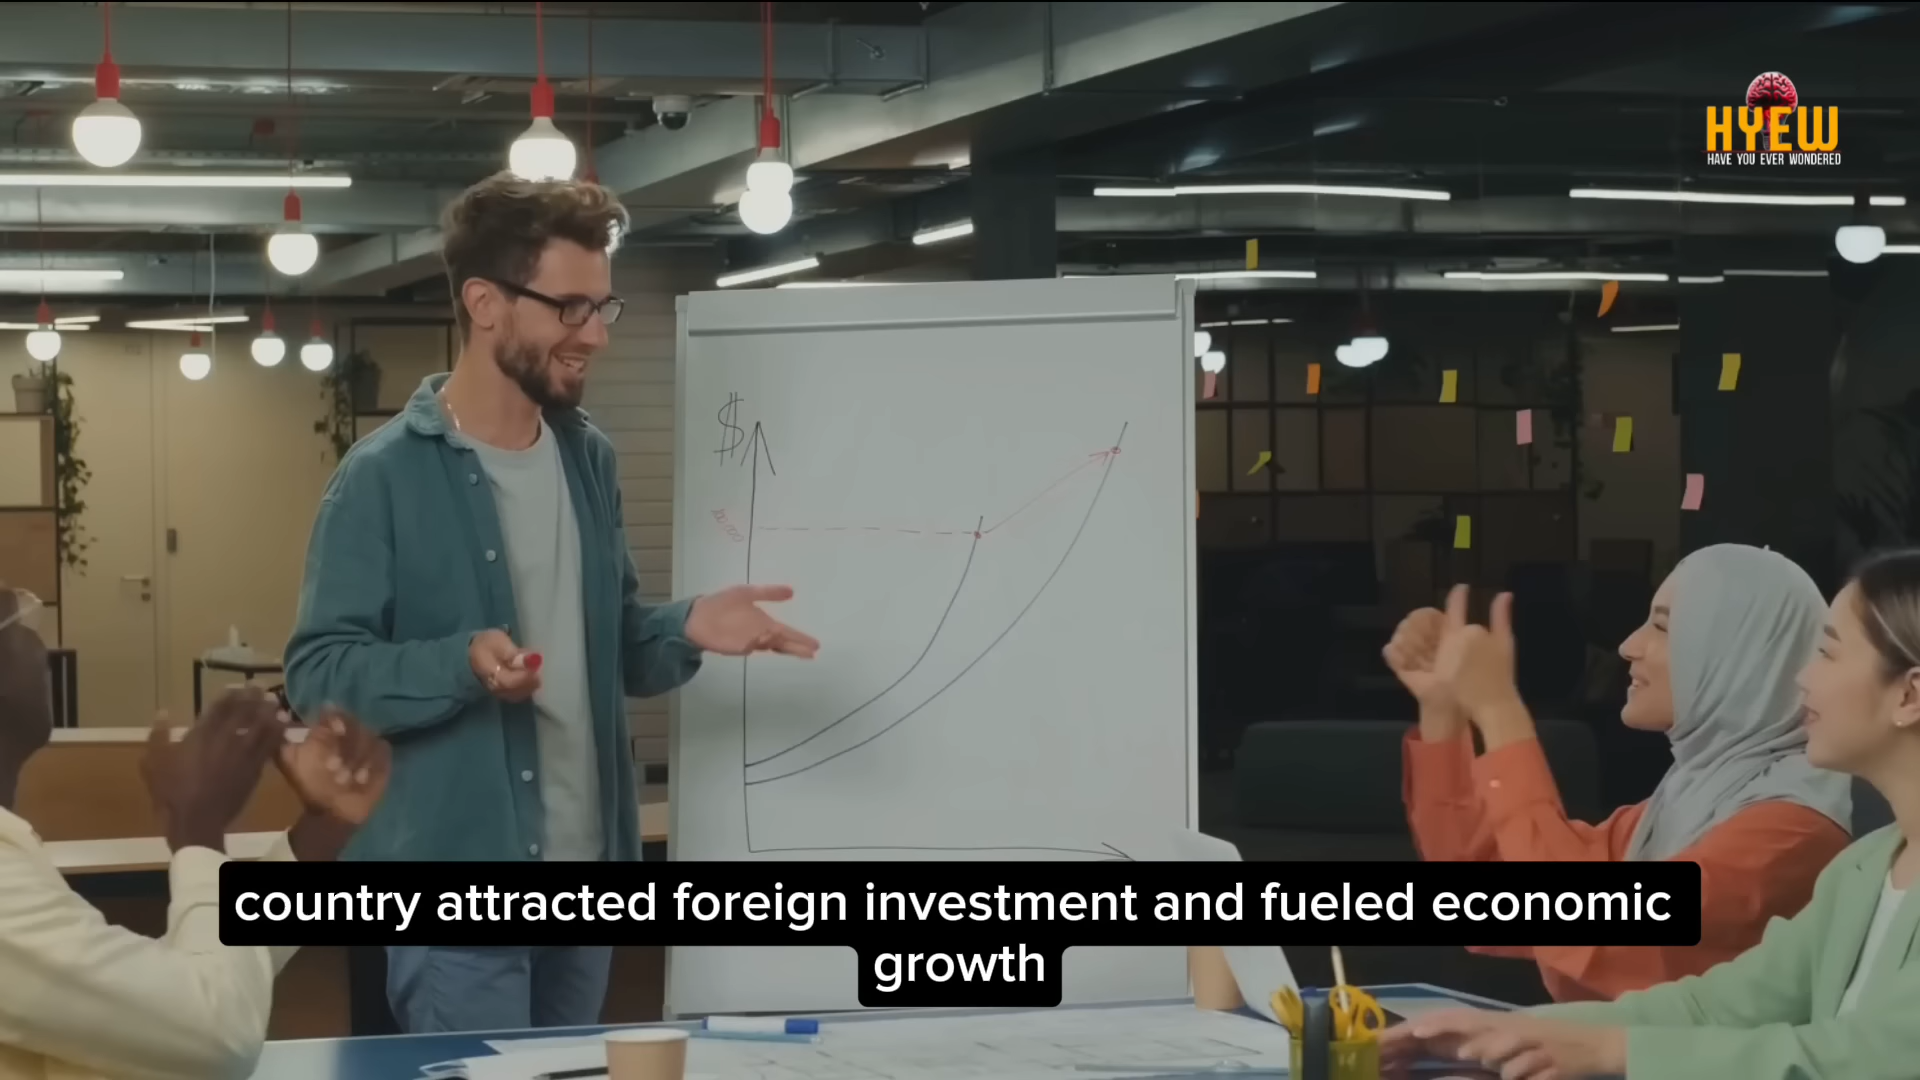 HYEW
HAVE YOU EVER WONDERED
$
country attracted foreign investment and fueled economic
growth